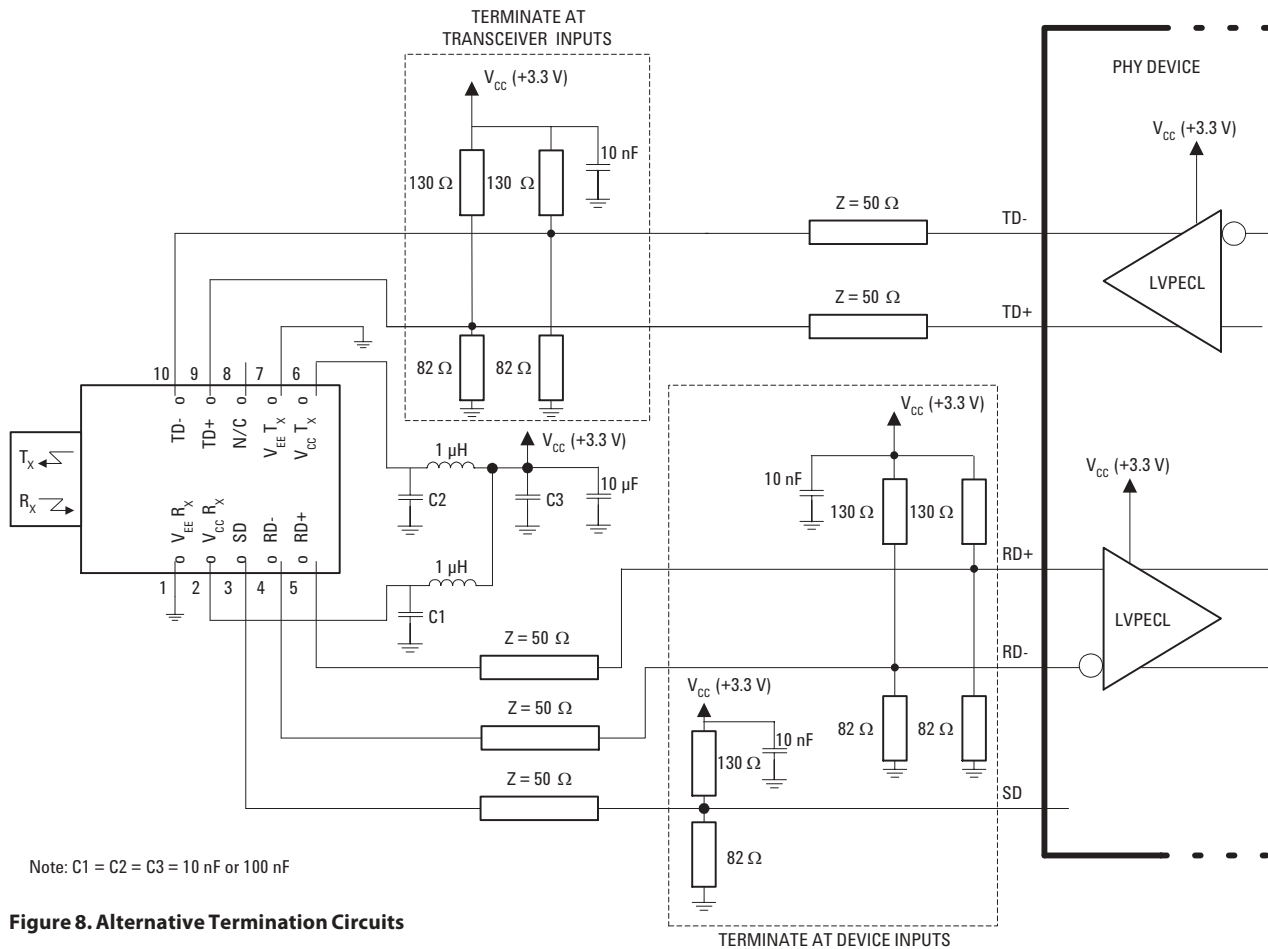 TERMINATE AT
TRANSCEIVER INPUTS
V_CC (+3.3 V)
10 nF
130 Ω
130 Ω
82 Ω
82 Ω
Z = 50 Ω
TD-
Z = 50 Ω
TD+
PHY DEVICE
V_CC (+3.3 V)
LVPECL
10
9
8
7
6
TD-
TD+
N/C
V_EE T_X
V_CC T_X
o
o
o
o
o
T_X
R_X
V_EE R_X
V_CC R_X
SD
RD-
RD+
o
o
o
o
o
1
2
3
4
5
1 µH
C2
V_CC (+3.3 V)
C3
10 µF
1 µH
C1
Z = 50 Ω
Z = 50 Ω
Z = 50 Ω
V_CC (+3.3 V)
10 nF
130 Ω
130 Ω
82 Ω
82 Ω
V_CC (+3.3 V)
10 nF
130 Ω
82 Ω
RD+
RD-
SD
V_CC (+3.3 V)
LVPECL
TERMINATE AT DEVICE INPUTS
Note: C1 = C2 = C3 = 10 nF or 100 nF
Figure 8. Alternative Termination Circuits